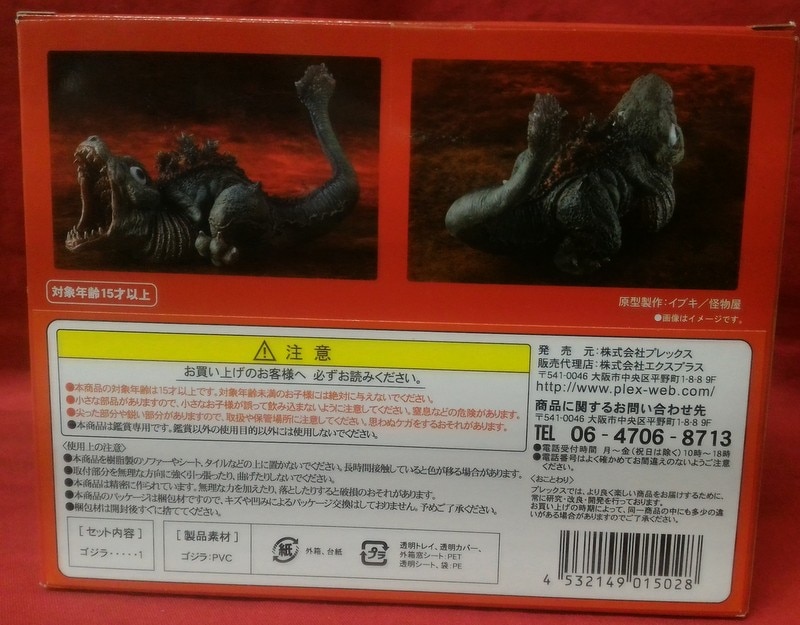 対象年齢15才以上
原型製作：イブキ／怪物屋
●画像はイメージです。
注意
お買い上げのお客様へ 必ずお読みください。
●本商品の対象年齢は15才以上です。対象年齢未満のお子様には絶対に与えないでください。
●小さな部品がありますので、小さなお子様が誤って飲み込まないように注意してください。窒息などの危険があります。
●尖った部分や鋭い部分がありますので、取扱や保管場所に注意してください。思わぬケガをするおそれがあります。
●本商品は鑑賞専用です。鑑賞以外の使用目的以外には使用しないでください。
〈使用上の注意〉
●本商品を樹脂製のソファーやシート、タイルなどの上に置かないでください。長時間接触していると色が移る場合があります。
●取付部分を無理な方向に強く引っ張ったり、曲げたりしないでください。
●本商品は精密に作られています。無理な力を加えたり、落としたりすると破損のおそれがあります。
●本商品のパッケージは梱包材ですので、キズや凹みによるパッケージ交換はしておりません。予めご了承ください。
●梱包材は開封後すぐに捨ててください。
[セット内容]
ゴジラ·····1
[製品素材]
ゴジラ：PVC
紙
外箱、台紙
プラ
透明トレイ、透明カバー、
外箱窓シート：PET
透明シート、袋：PE
発売元：株式会社プレックス
販売代理店：株式会社エクスプラス
〒541-0046 大阪市中央区平野町1-8-8 9F
http://www.plex-web.com/
商品に関するお問い合わせ先
〒541-0046 大阪市中央区平野町1-8-8 9F
TEL 06-4706-8713
●電話受付時間 月～金（祝日は除く）10時～18時
●電話番号はよく確かめてお間違えのないようご注意ください。
〈おことわり〉
プレックスでは、より良く楽しい商品をお届けするために、
常に研究・改良・開発を行っております。
お買い上げの時期によって、同一商品の中にも多少の違
いがある場合がありますのでご了承ください。
4 532149 015028